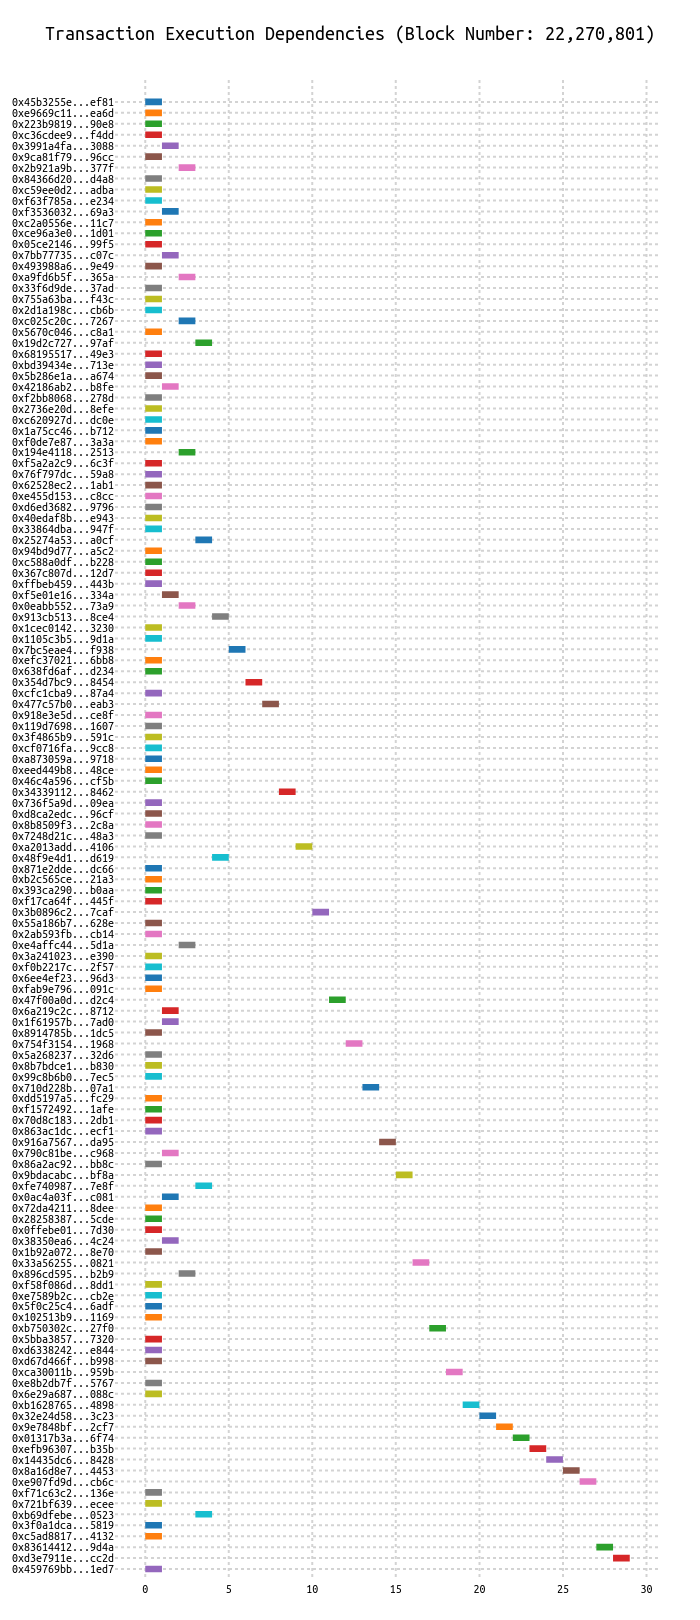 Transaction Execution Dependencies (Block Number: 22,270,801)
0x45b3255e...ef81
0xe9669c11...ea6d
0x223b9819...90e8
0xc36cdee9...f4dd
0x3991a4fa...3088
0x9ca81f79...96cc
0x2b921a9b...377f
0x84366d20...d4a8
0xc59ee0d2...adba
0xf63f785a...e234
0xf3536032...69a3
0xc2a0556e...11c7
0xce96a3e0...1d01
0x05ce2146...99f5
0x7bb77735...c07c
0x493988a6...9e49
0xa9fd6b5f...365a
0x33f6d9de...37ad
0x755a63ba...f43c
0x2d1a198c...cb6b
0xc025c20c...7267
0x5670c046...c8a1
0x19d2c727...97af
0x68195517...49e3
0xbd39434e...713e
0x5b286e1a...a674
0x42186ab2...b8fe
0xf2bb8068...278d
0x2736e20d...8efe
0xc620927d...dc0e
0x1a75cc46...b712
0xf0de7e87...3a3a
0x194e4118...2513
0xf5a2a2c9...6c3f
0x76f797dc...59a8
0x62528ec2...1ab1
0xe455d153...c8cc
0xd6ed3682...9796
0x40edaf8b...e943
0x33864dba...947f
0x25274a53...a0cf
0x94bd9d77...a5c2
0xc588a0df...b228
0x367c807d...12d7
0xffbeb459...443b
0xf5e01e16...334a
0x0eabb552...73a9
0x913cb513...8ce4
0x1cec0142...3230
0x1105c3b5...9d1a
0x7bc5eae4...f938
0xefc37021...6bb8
0x638fd6af...d234
0x354d7bc9...8454
0xcfc1cba9...87a4
0x477c57b0...eab3
0x918e3e5d...ce8f
0x119d7698...1607
0x3f4865b9...591c
0xcf0716fa...9cc8
0xa873059a...9718
0xeed449b8...48ce
0x46c4a596...cf5b
0x34339112...8462
0x736f5a9d...09ea
0xd8ca2edc...96cf
0x8b8509f3...2c8a
0x7248d21c...48a3
0xa2013add...4106
0x48f9e4d1...d619
0x871e2dde...dc66
0xb2c565ce...21a3
0x393ca290...b0aa
0xf17ca64f...445f
0x3b0896c2...7caf
0x55a186b7...628e
0x2ab593fb...cb14
0xe4affc44...5d1a
0x3a241023...e390
0xf0b2217c...2f57
0x6ee4ef23...96d3
0xfab9e796...091c
0x47f00a0d...d2c4
0x6a219c2c...8712
0x1f61957b...7ad0
0x8914785b...1dc5
0x754f3154...1968
0x5a268237...32d6
0x8b7bdce1...b830
0x99c8b6b0...7ec5
0x710d228b...07a1
0xdd5197a5...fc29
0xf1572492...1afe
0x70d8c183...2db1
0x863ac1dc...ecf1
0x916a7567...da95
0x790c81be...c968
0x86a2ac92...bb8c
0x9bdacabc...bf8a
0xfe740987...7e8f
0x0ac4a03f...c081
0x72da4211...8dee
0x28258387...5cde
0x0ffebe01...7d30
0x38350ea6...4c24
0x1b92a072...8e70
0x33a56255...0821
0x896cd595...b2b9
0xf58f086d...8dd1
0xe7589b2c...cb2e
0x5f0c25c4...6adf
0x102513b9...1169
0xb750302c...27f0
0x5bba3857...7320
0xd6338242...e844
0xd67d466f...b998
0xca30011b...959b
0xe8b2db7f...5767
0x6e29a687...088c
0xb1628765...4898
0x32e24d58...3c23
0x9e7848bf...2cf7
0x01317b3a...6f74
0xefb96307...b35b
0x14435dc6...8428
0x8a16d8e7...4453
0xe907fd9d...cb6c
0xf71c63c2...136e
0x721bf639...ecee
0xb69dfebe...0523
0x3f0a1dca...5819
0xc5ad8817...4132
0x83614412...9d4a
0xd3e7911e...cc2d
0x459769bb...1ed7
0 5 10 15 20 25 30